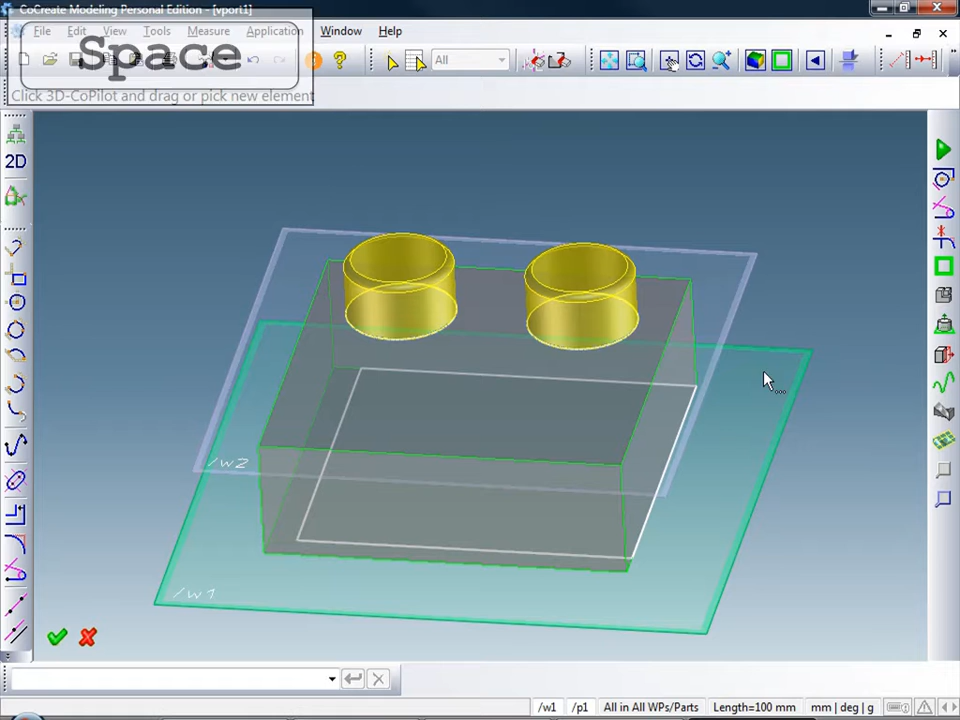 CoCreate Modeling Personal Edition - [vport1]
File Edit View Tools Measure Application Window Help
Space
All
Click 3D-CoPilot and drag or pick new element
2D
/w2
/w1
/w1 /p1 All in All WPs/Parts Length=100 mm mm | deg | g